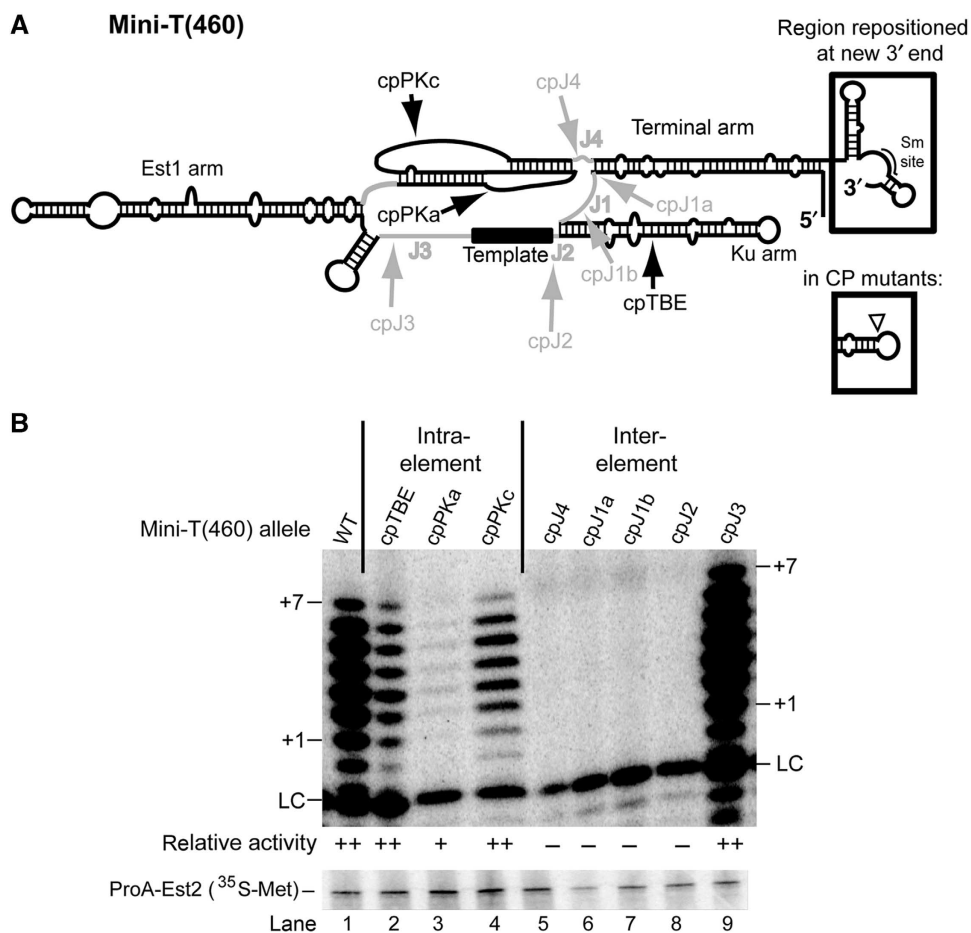 A
Mini-T(460)
Region repositioned
at new 3′ end
cpPKc
cpJ4
J4
Terminal arm
Sm
site
Est1 arm
3′
5′
cpPKa
J1
cpJ1a
J3
Template
J2
Ku arm
cpJ1b
cpTBE
cpJ3
cpJ2
in CP mutants:
B
Intra-
element
Inter-
element
Mini-T(460) allele
WT
cpTBE
cpPKa
cpPKc
cpJ4
cpJ1a
cpJ1b
cpJ2
cpJ3
+7
+7
+1
+1
LC
LC
Relative activity ++ ++ + ++ – – – – ++
ProA-Est2 (35S-Met)
Lane 1 2 3 4 5 6 7 8 9